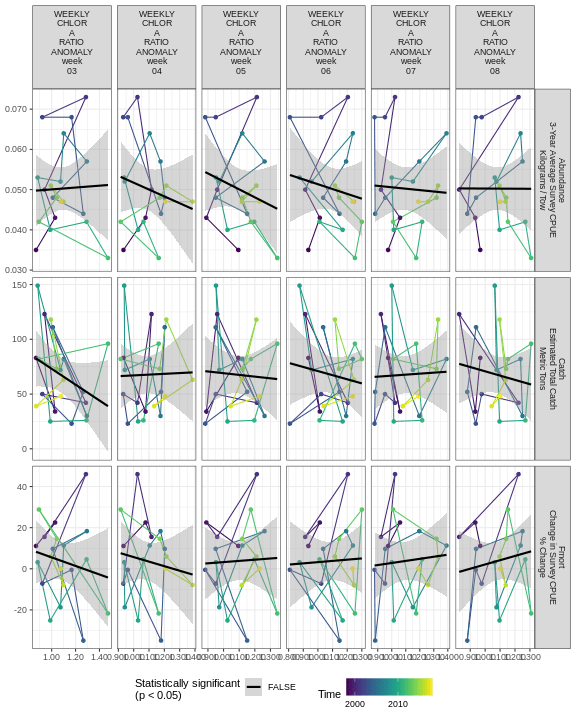 WEEKLY CHLOR A RATIO ANOMALY week 03
WEEKLY CHLOR A RATIO ANOMALY week 04
WEEKLY CHLOR A RATIO ANOMALY week 05
WEEKLY CHLOR A RATIO ANOMALY week 06
WEEKLY CHLOR A RATIO ANOMALY week 07
WEEKLY CHLOR A RATIO ANOMALY week 08
0.070
0.060
0.050
0.040
0.030
Abundance
3-Year Average Survey CPUE
Kilograms / Tow
150
100
50
0
Catch
Estimated Total Catch
Metric Tons
40
20
0
-20
Fmort
Change in Survey CPUE
% Change
1.00 1.20
Statistically significant
(p < 0.05)
FALSE
Time
2000 2010